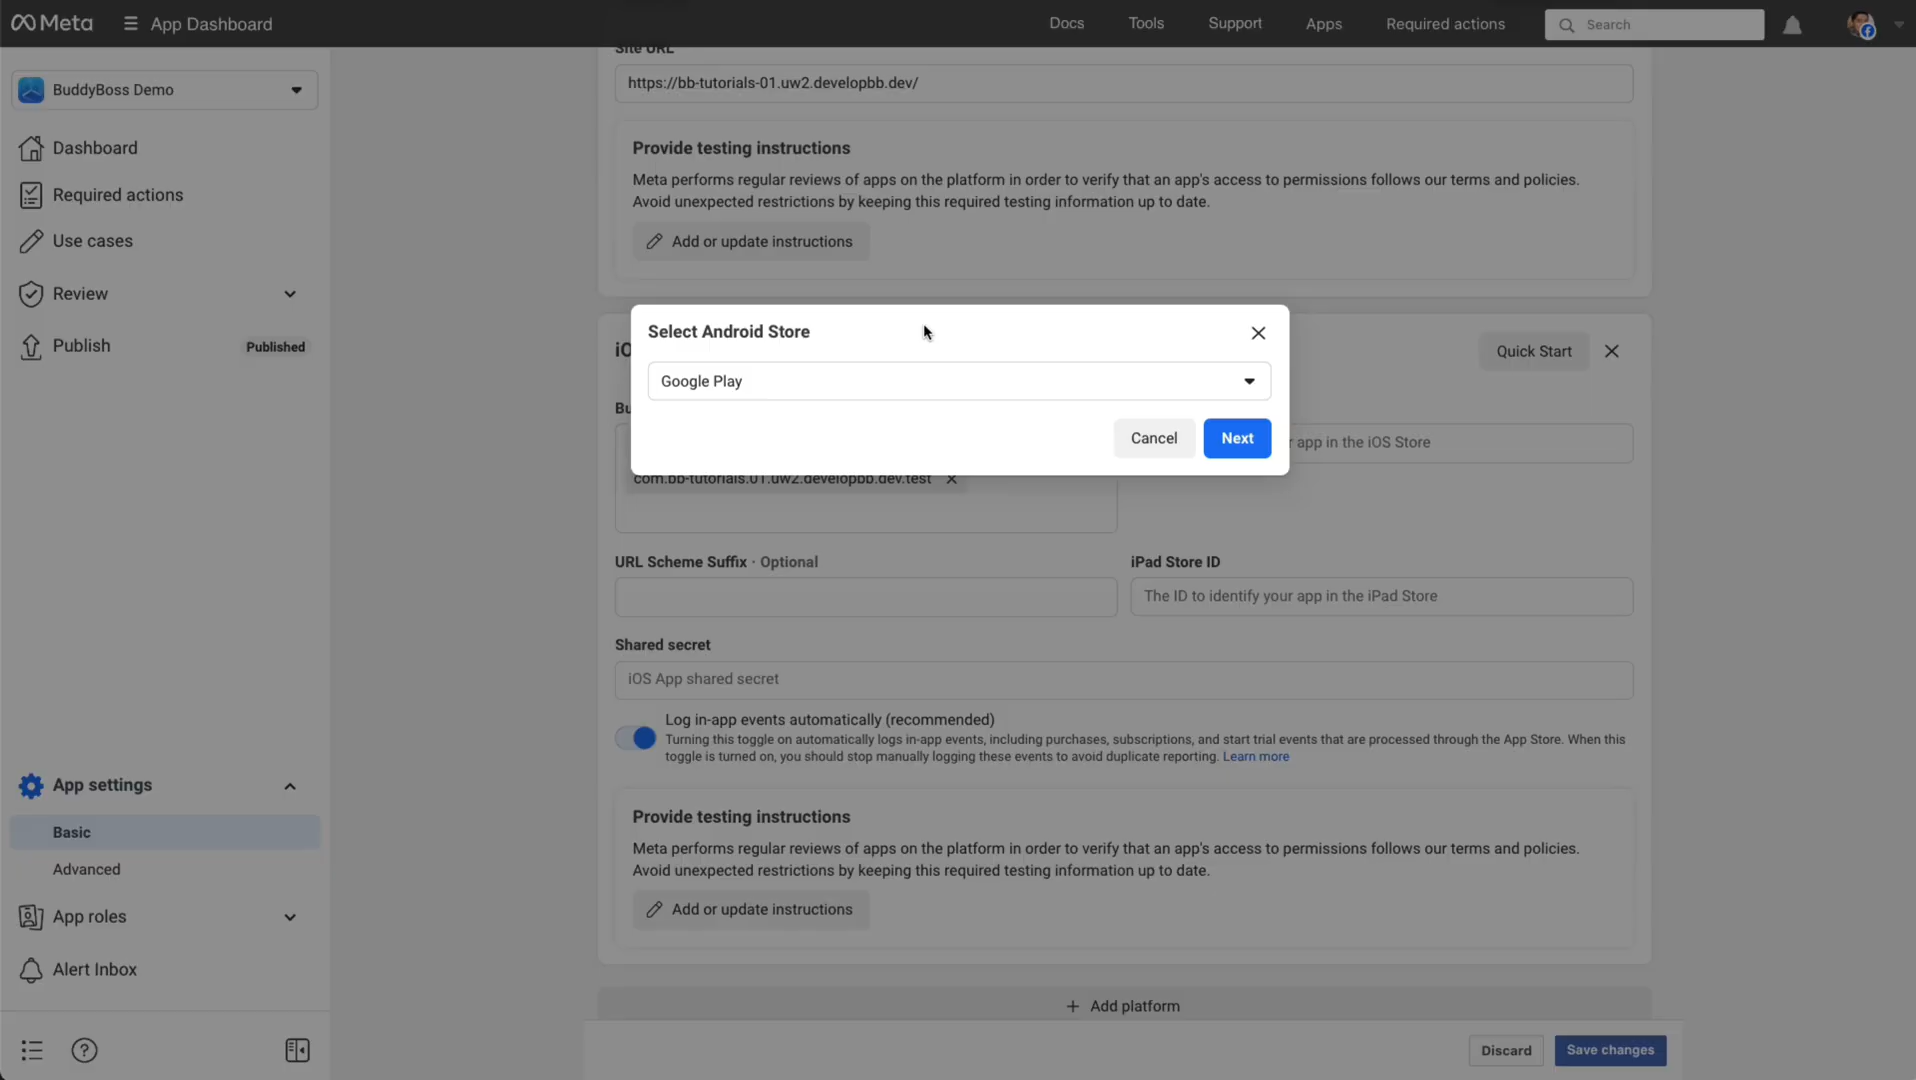 Meta
App Dashboard
Docs
Tools
Support
Apps
Required actions
Search
BuddyBoss Demo
Dashboard
Required actions
Use cases
Review
Publish
Published
App settings
Basic
Advanced
App roles
Alert Inbox
Site URL
https://bb-tutorials-01.uw2.developbb.dev/
Provide testing instructions
Meta performs regular reviews of apps on the platform in order to verify that an app's access to permissions follows our terms and policies.
Avoid unexpected restrictions by keeping this required testing information up to date.
Add or update instructions
Select Android Store
Google Play
Cancel
Next
iO
Quick Start
Bu
r app in the iOS Store
com.bb-tutorials.01.uw2.developbb.dev.test
URL Scheme Suffix · Optional
iPad Store ID
The ID to identify your app in the iPad Store
Shared secret
iOS App shared secret
Log in-app events automatically (recommended)
Turning this toggle on automatically logs in-app events, including purchases, subscriptions, and start trial events that are processed through the App Store. When this
toggle is turned on, you should stop manually logging these events to avoid duplicate reporting. Learn more
Provide testing instructions
Meta performs regular reviews of apps on the platform in order to verify that an app's access to permissions follows our terms and policies.
Avoid unexpected restrictions by keeping this required testing information up to date.
Add or update instructions
+ Add platform
Discard
Save changes